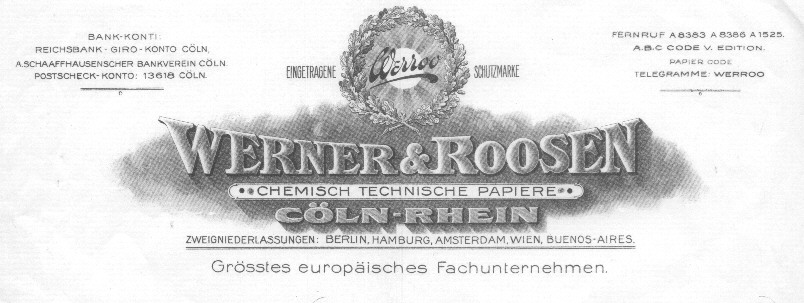 BANK-KONTI:
REICHSBANK - GIRO-KONTO CÖLN,
A.SCHAAFFHAUSENSCHER BANKVEREIN CÖLN.
POSTSCHECK-KONTO: 13618 CÖLN.
EINGETRAGENE
Werroo
SCHUTZMARKE
FERNRUF A 8383 A 8386 A 1525.
A.B.C CODE V. EDITION.
PAPIER CODE
TELEGRAMME: WERROO
WERNER & ROOSEN
CHEMISCH TECHNISCHE PAPIERE
CÖLN-RHEIN
ZWEIGNIEDERLASSUNGEN: BERLIN, HAMBURG, AMSTERDAM, WIEN, BUENOS-AIRES.
Grösstes europäisches Fachunternehmen.